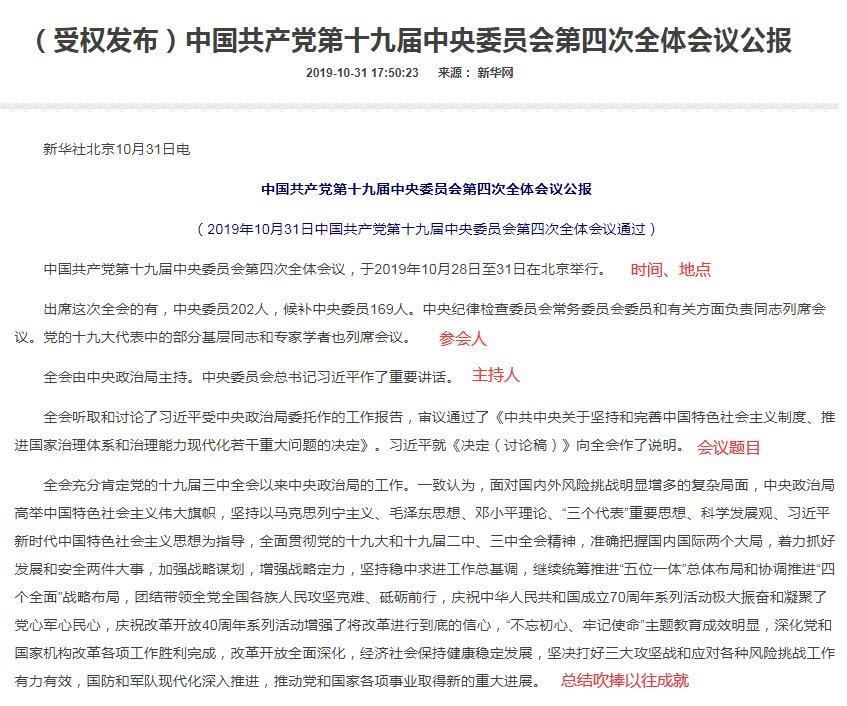 （受权发布）中国共产党第十九届中央委员会第四次全体会议公报
2019-10-31 17:50:23 来源： 新华网
新华社北京10月31日电
中国共产党第十九届中央委员会第四次全体会议公报
（2019年10月31日中国共产党第十九届中央委员会第四次全体会议通过）
中国共产党第十九届中央委员会第四次全体会议，于2019年10月28日至31日在北京举行。 时间、地点
出席这次全会的有，中央委员202人，候补中央委员169人。中央纪律检查委员会常务委员会委员和有关方面负责同志列席会
议。党的十九大代表中的部分基层同志和专家学者也列席会议。 参会人
全会由中央政治局主持。中央委员会总书记习近平作了重要讲话。 主持人
全会听取和讨论了习近平受中央政治局委托作的工作报告，审议通过了《中共中央关于坚持和完善中国特色社会主义制度、推
进国家治理体系和治理能力现代化若干重大问题的决定》。习近平就《决定（讨论稿）》向全会作了说明。 会议题目
全会充分肯定党的十九届三中全会以来中央政治局的工作。一致认为，面对国内外风险挑战明显增多的复杂局面，中央政治局
高举中国特色社会主义伟大旗帜，坚持以马克思列宁主义、毛泽东思想、邓小平理论、“三个代表”重要思想、科学发展观、习近平
新时代中国特色社会主义思想为指导，全面贯彻党的十九大和十九届二中、三中全会精神，准确把握国内国际两个大局，着力抓好
发展和安全两件大事，加强战略谋划，增强战略定力，坚持稳中求进工作总基调，继续统筹推进“五位一体”总体布局和协调推进“四
个全面”战略布局，团结带领全党全国各族人民攻坚克难、砥砺前行，庆祝中华人民共和国成立70周年系列活动极大振奋和凝聚了
党心军心民心，庆祝改革开放40周年系列活动增强了将改革进行到底的信心，“不忘初心、牢记使命”主题教育成效明显，深化党和
国家机构改革各项工作胜利完成，改革开放全面深化，经济社会保持健康稳定发展，坚决打好三大攻坚战和应对各种风险挑战工作
有力有效，国防和军队现代化深入推进，推动党和国家各项事业取得新的重大进展。 总结吹捧以往成就